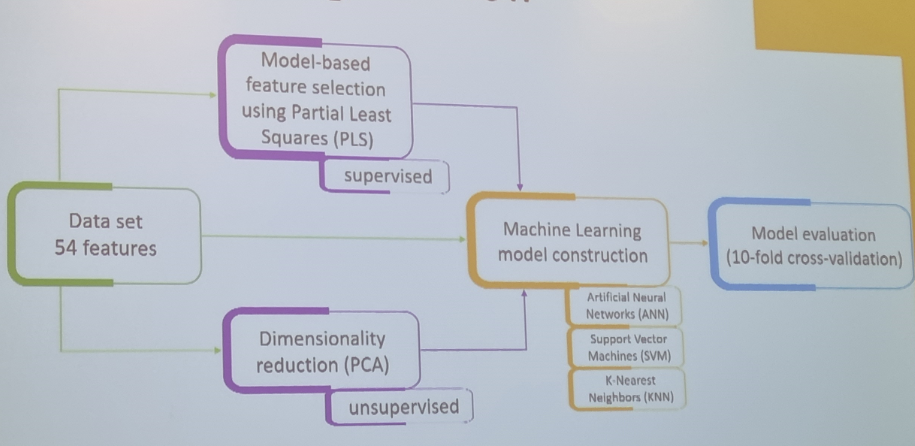 Model-based
feature selection
using Partial Least
Squares (PLS)
supervised
Data set
54 features
Machine Learning
model construction
Model evaluation
(10-fold cross-validation)
Artificial Neural
Networks (ANN)
Support Vector
Machines (SVM)
K-Nearest
Neighbors (KNN)
Dimensionality
reduction (PCA)
unsupervised